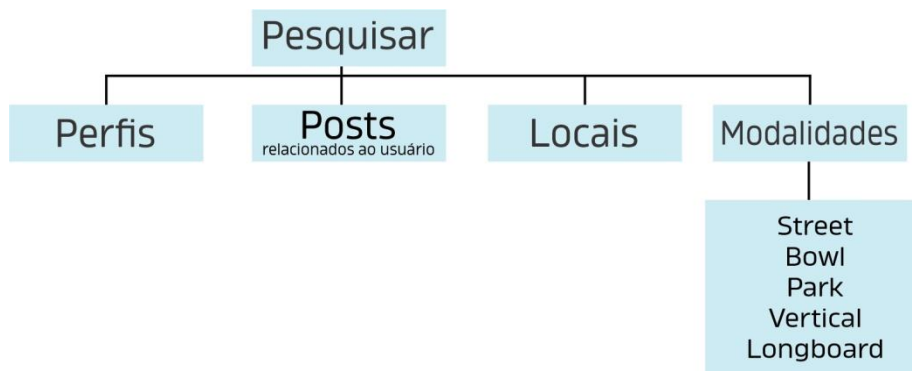 Pesquisar
Perfis
Posts
relacionados ao usuário
Locais
Modalidades
Street
Bowl
Park
Vertical
Longboard